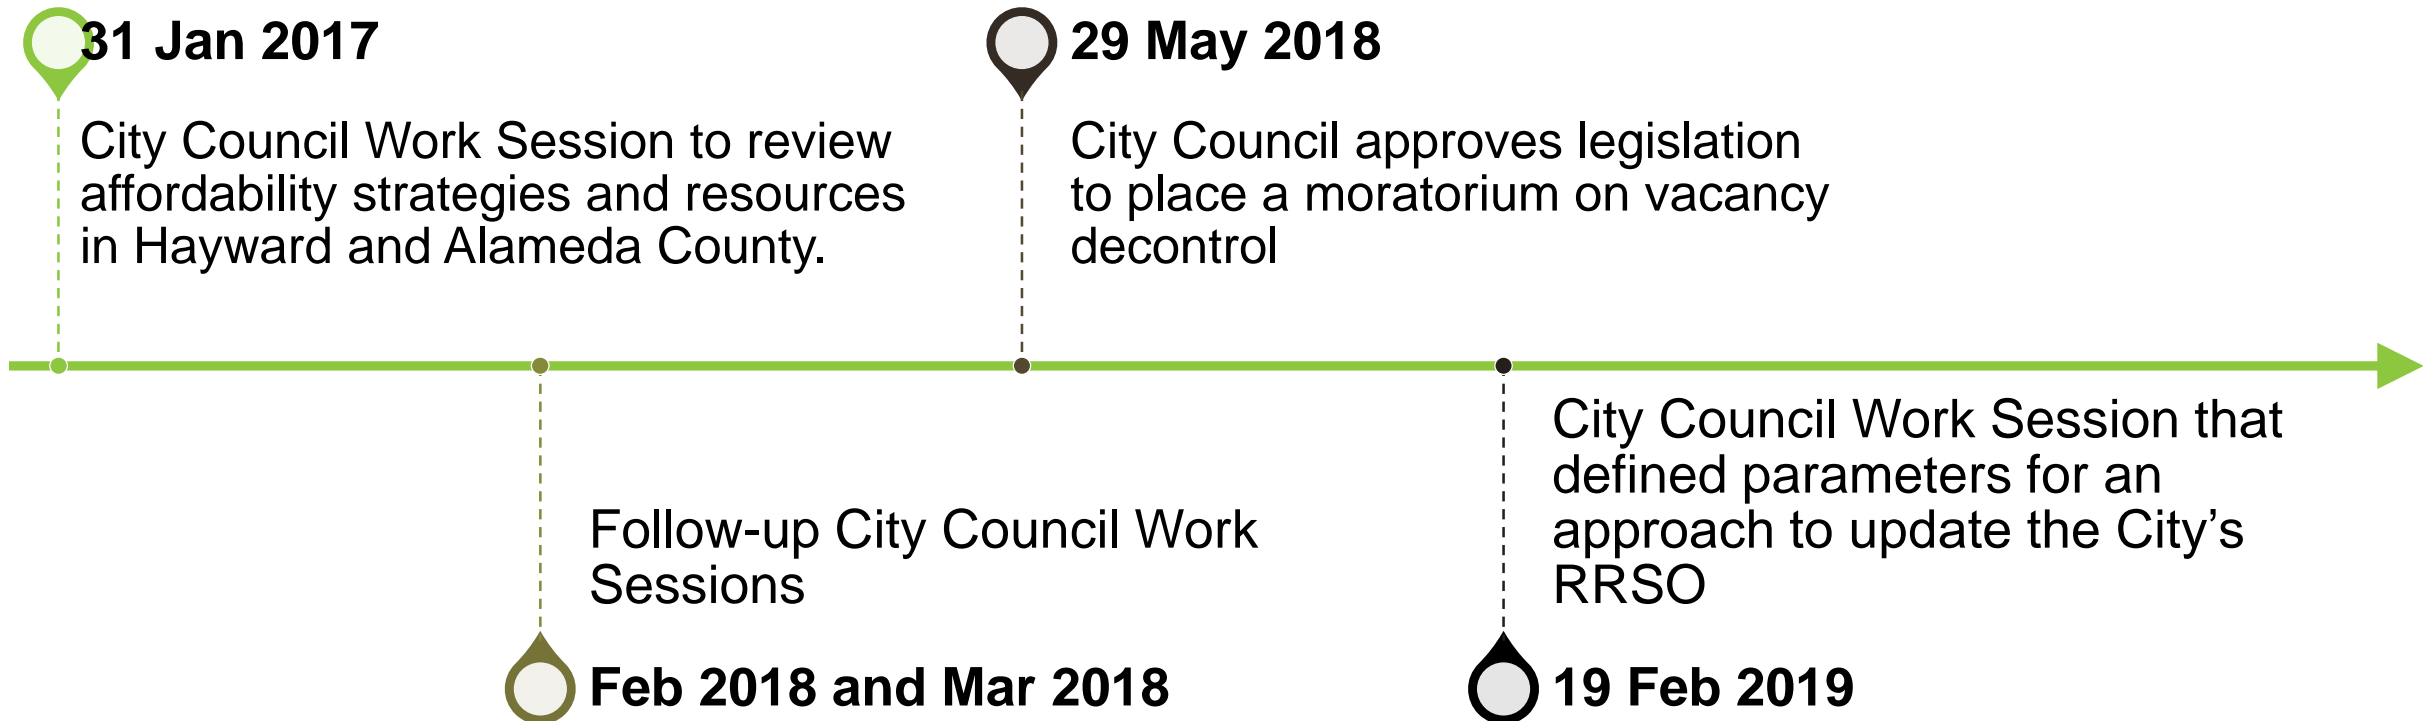 31 Jan 2017
City Council Work Session to review
affordability strategies and resources
in Hayward and Alameda County.
Feb 2018 and Mar 2018
Follow-up City Council Work
Sessions
29 May 2018
City Council approves legislation
to place a moratorium on vacancy
decontrol
19 Feb 2019
City Council Work Session that
defined parameters for an
approach to update the City’s
RRSO